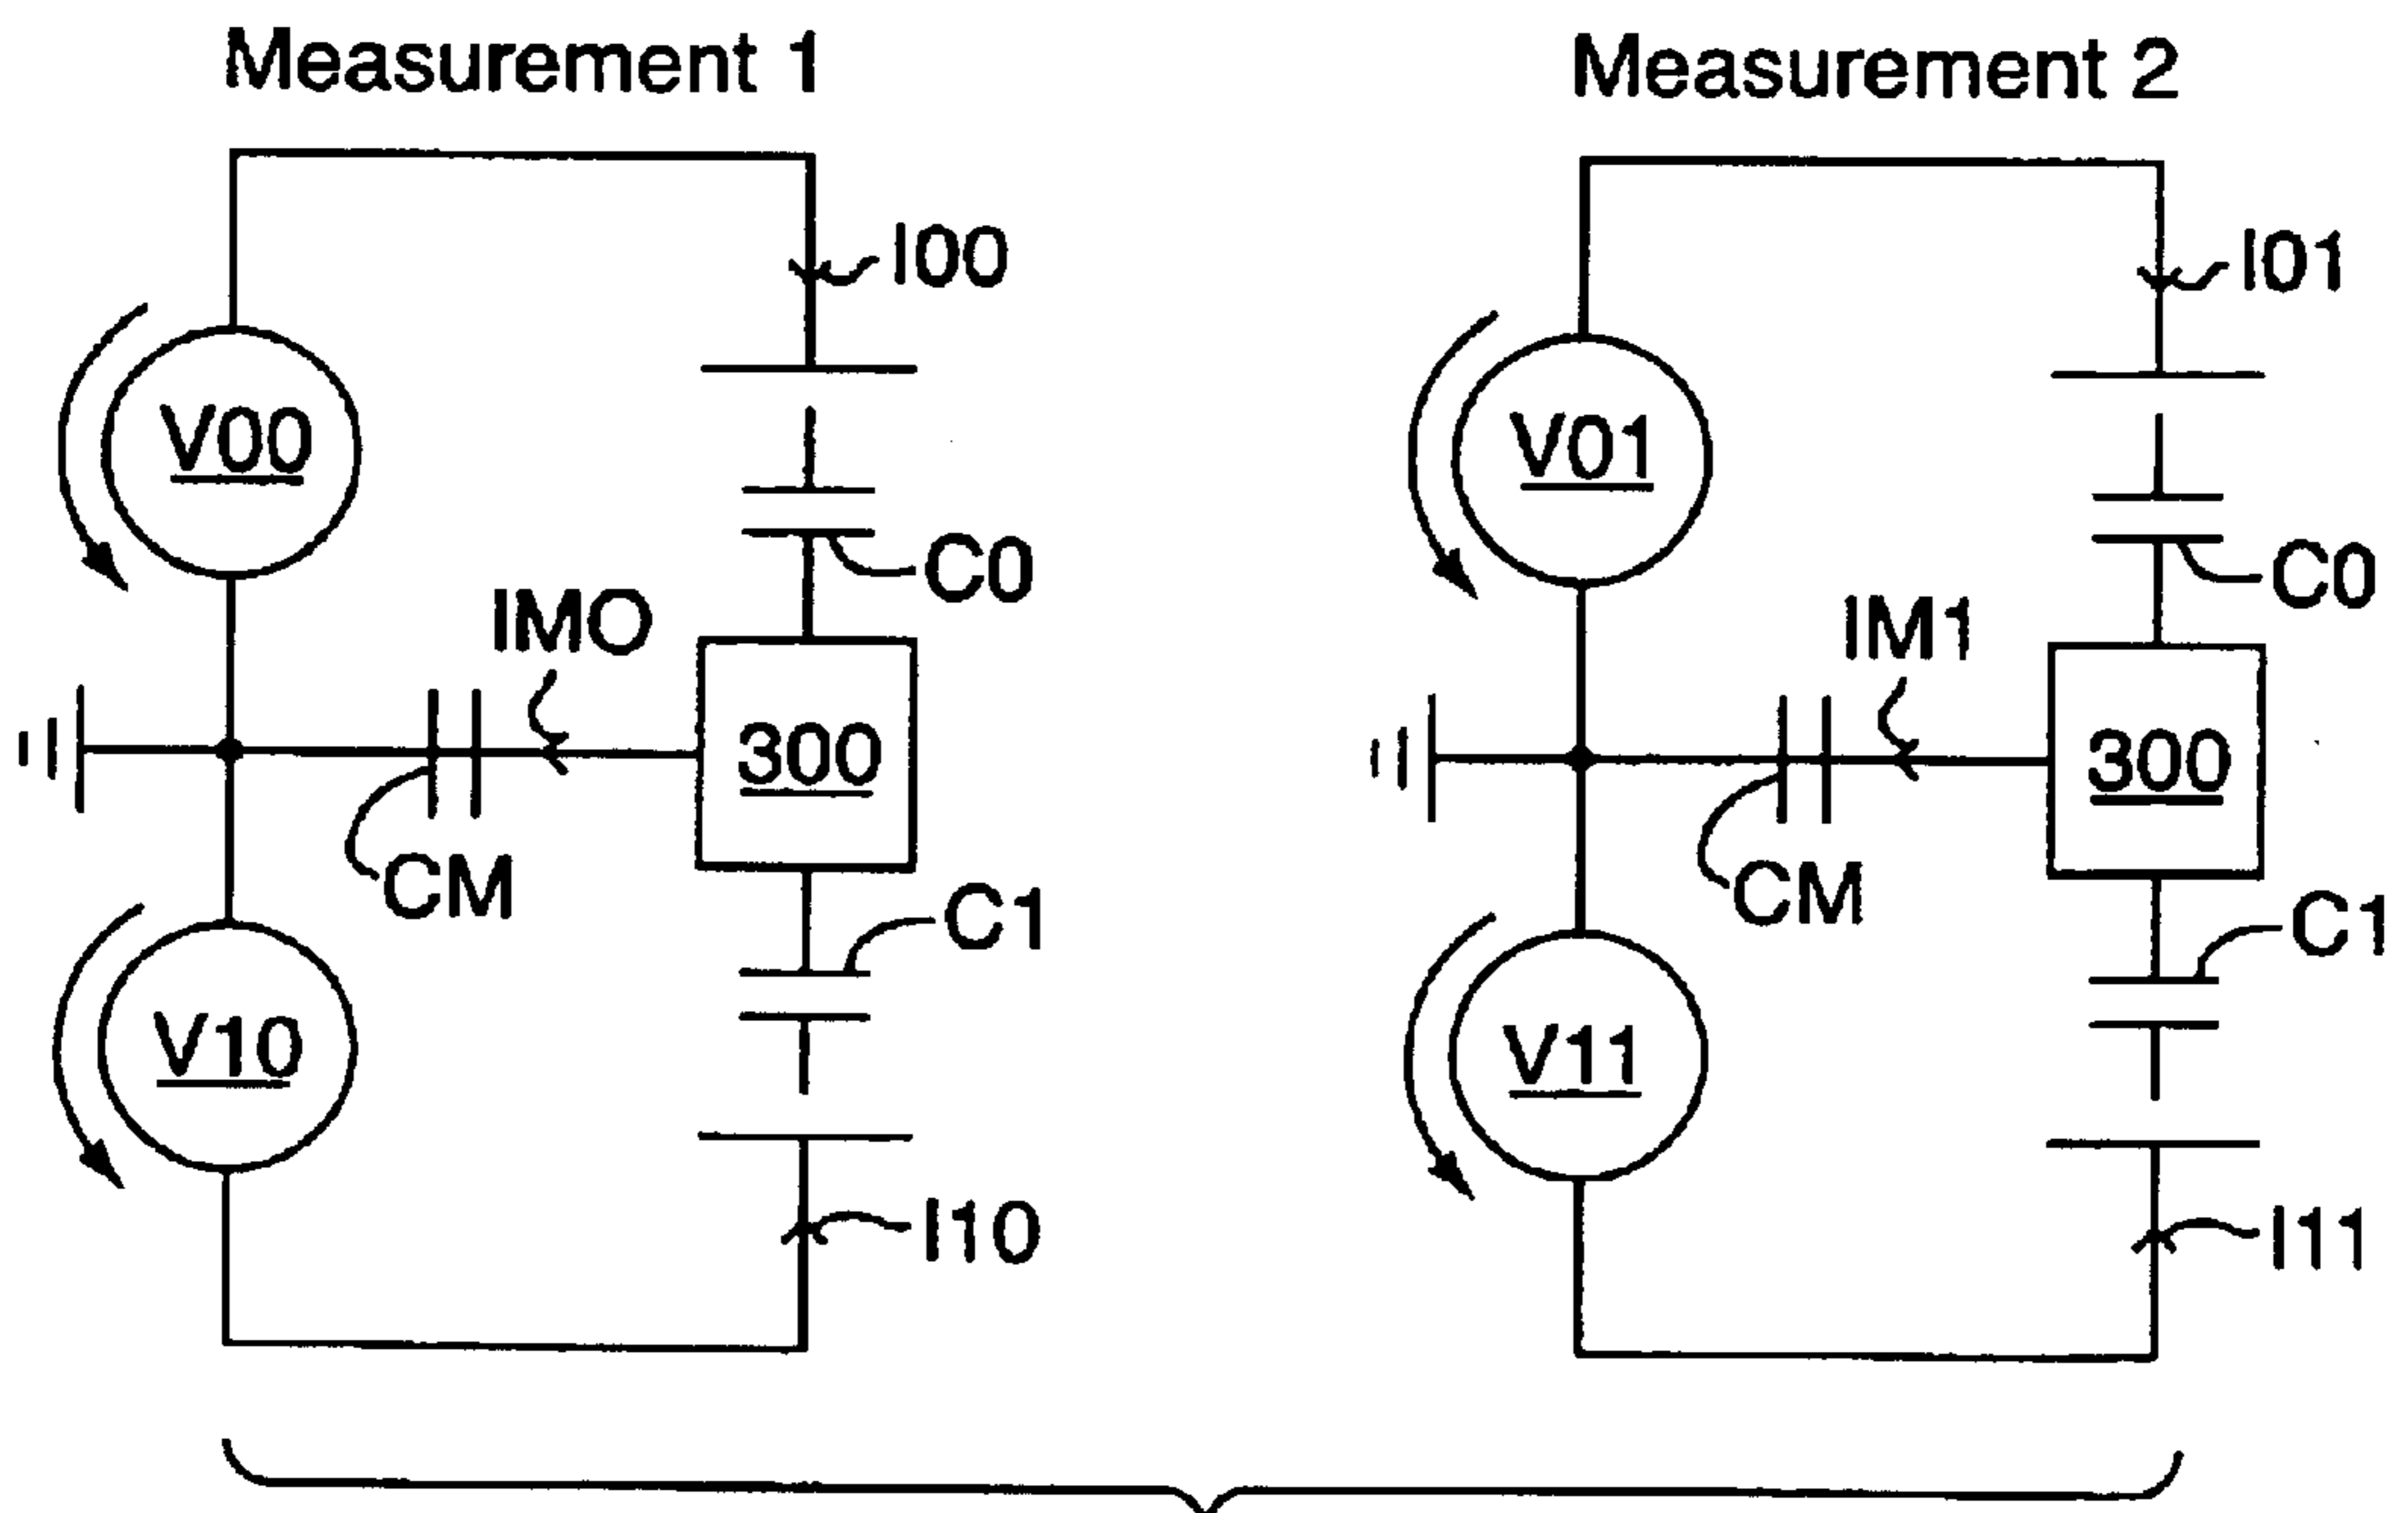 Measurement 1
I00
V00
C0
IMO
300
CM
C1
V10
I10
Measurement 2
I01
V01
C0
IM1
300
CM
C1
V11
I11